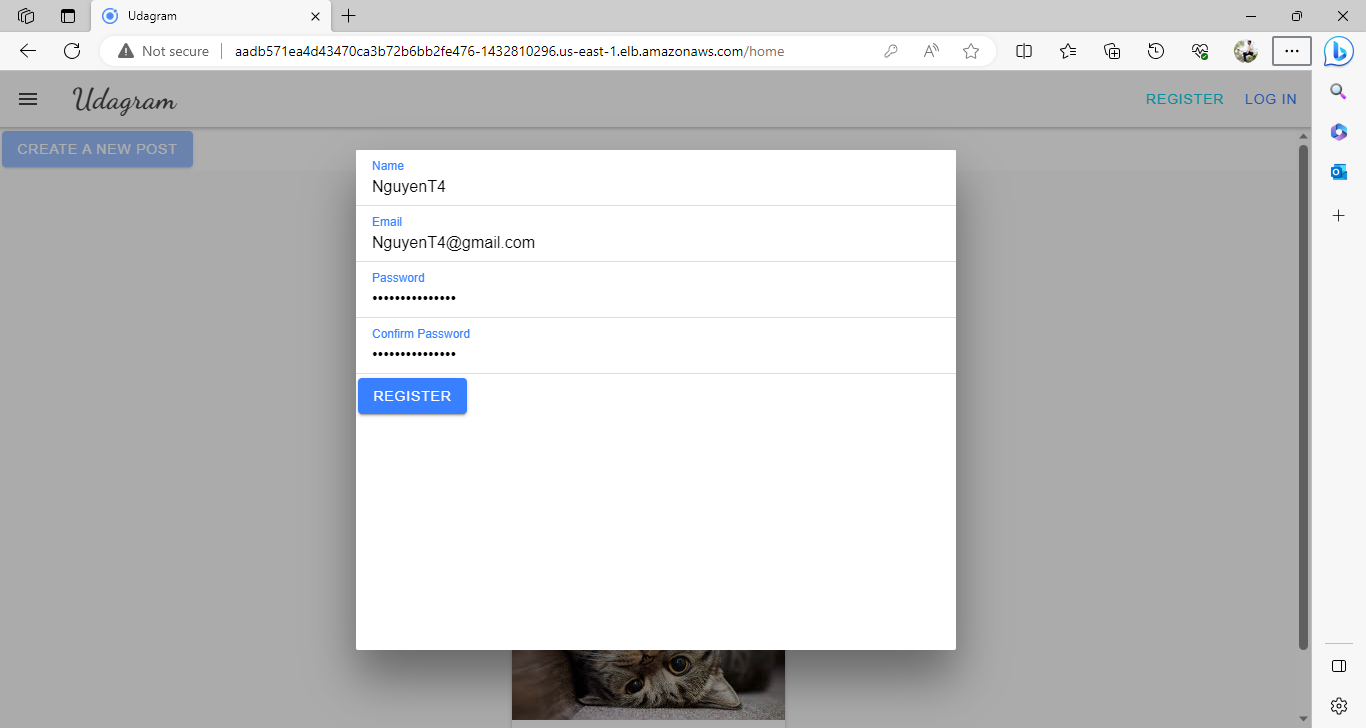 Udagram
Not secure
aadb571ea4d43470ca3b72b6bb2fe476-1432810296.us-east-1.elb.amazonaws.com/home
Udagram
REGISTER
LOG IN
CREATE A NEW POST
Name
NguyenT4
Email
NguyenT4@gmail.com
Password
•••••••••••••••
Confirm Password
•••••••••••••••
REGISTER